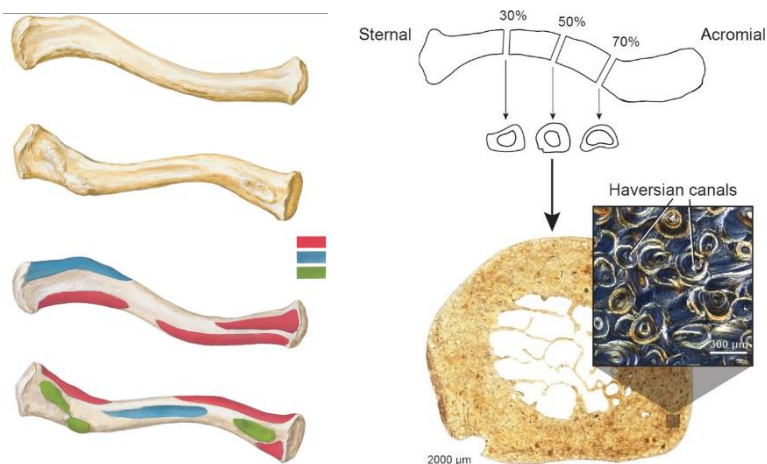 30%
50%
70%
Sternal
Acromial
Haversian canals
300 µm
2000 µm